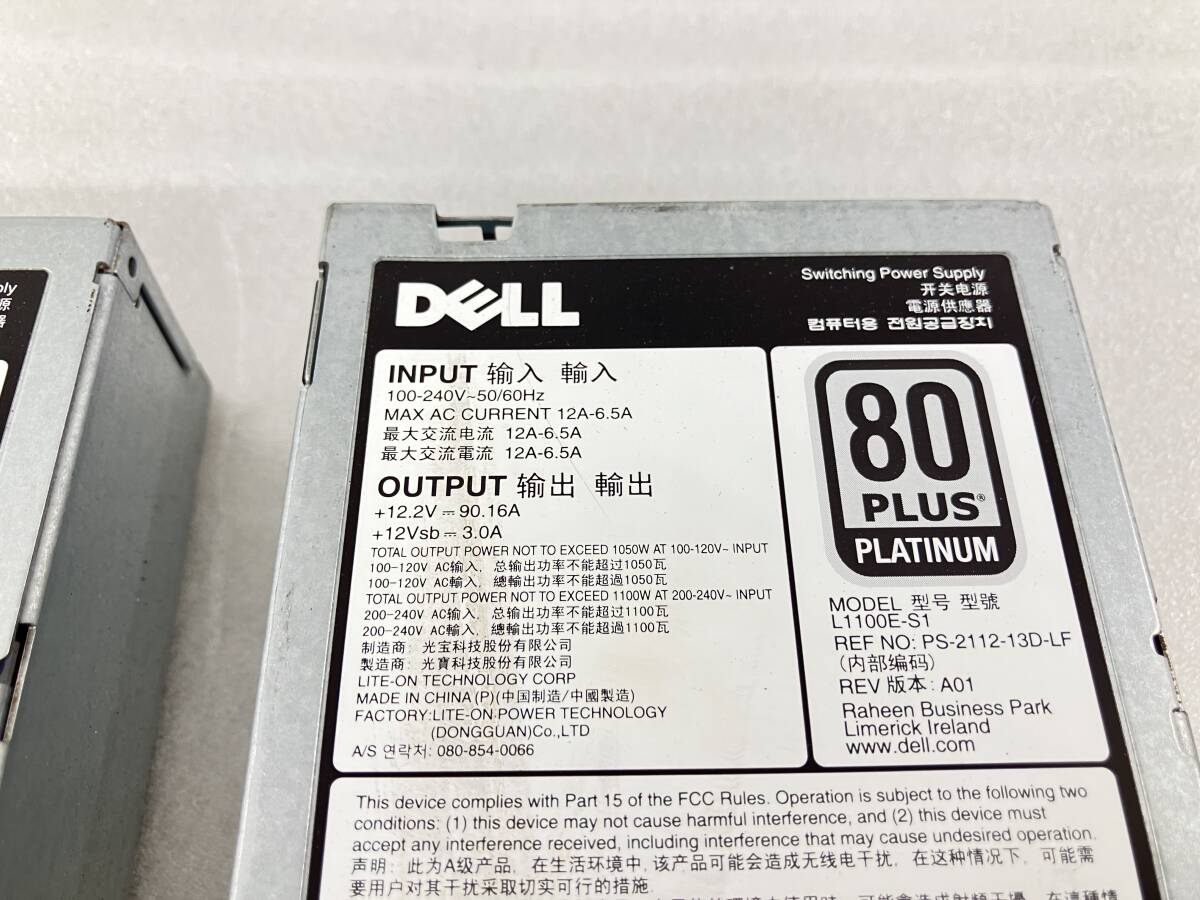 DELL
Switching Power Supply
开关电源
電源供應器
컴퓨터용 전원공급장치
INPUT 输入 輸入
100-240V~50/60Hz
MAX AC CURRENT 12A-6.5A
最大交流电流 12A-6.5A
最大交流電流 12A-6.5A
OUTPUT 输出 輸出
+12.2V ⎓ 90.16A
+12Vsb ⎓ 3.0A
TOTAL OUTPUT POWER NOT TO EXCEED 1050W AT 100-120V~ INPUT
100-120V AC输入, 总输出功率不能超过1050瓦
100-120V AC輸入, 總輸出功率不能超過1050瓦
TOTAL OUTPUT POWER NOT TO EXCEED 1100W AT 200-240V~ INPUT
200-240V AC输入, 总输出功率不能超过1100瓦
200-240V AC輸入, 總輸出功率不能超過1100瓦
制造商: 光宝科技股份有限公司
製造商: 光寶科技股份有限公司
LITE-ON TECHNOLOGY CORP
MADE IN CHINA (P)(中国制造/中國製造)
FACTORY:LITE-ON POWER TECHNOLOGY
(DONGGUAN)Co.,LTD
A/S 연락처: 080-854-0066
80
PLUS®
PLATINUM
MODEL 型号 型號
L1100E-S1
REF NO: PS-2112-13D-LF
(内部编码)
REV 版本: A01
Raheen Business Park
Limerick Ireland
www.dell.com
This device complies with Part 15 of the FCC Rules. Operation is subject to the following two
conditions: (1) this device may not cause harmful interference, and (2) this device must
accept any interference received, including interference that may cause undesired operation.
声明: 此为A级产品, 在生活环境中, 该产品可能会造成无线电干扰, 在这种情况下, 可能需
要用户对其干扰采取切实可行的措施.
ply
源
器